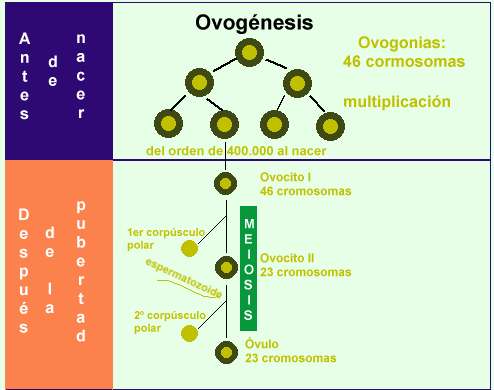 Ovogénesis
Antes de nacer
Ovogonias:
46 cormosomas
multiplicación
del orden de 400.000 al nacer
Después de la pubertad
Ovocito I
46 cromosomas
1er corpúsculo
polar
MEIOSIS
Ovocito II
23 cromosomas
espermatozoide
2º corpúsculo
polar
Óvulo
23 cromosomas